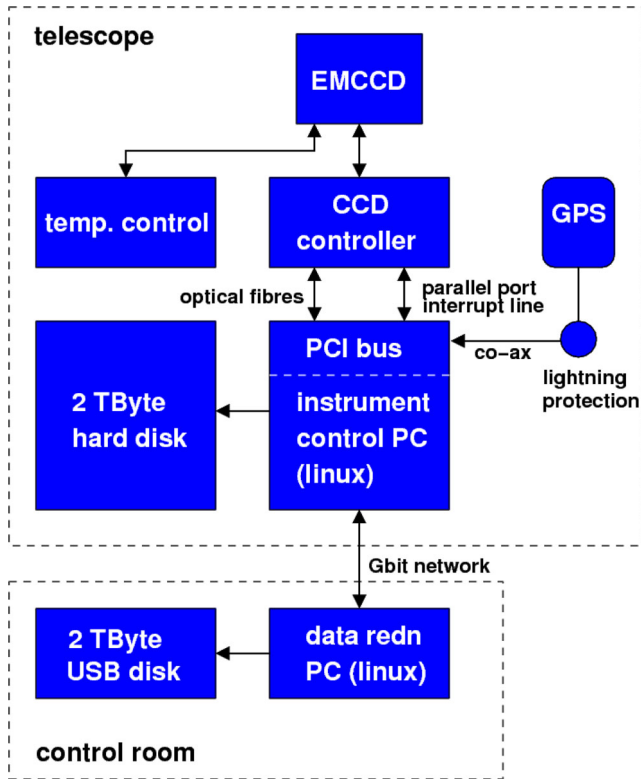 telescope
EMCCD
temp. control
CCD
controller
GPS
optical fibres
parallel port
interrupt line
PCI bus
co-ax
lightning
protection
2 TByte
hard disk
instrument
control PC
(linux)
Gbit network
2 TByte
USB disk
data redn
PC (linux)
control room